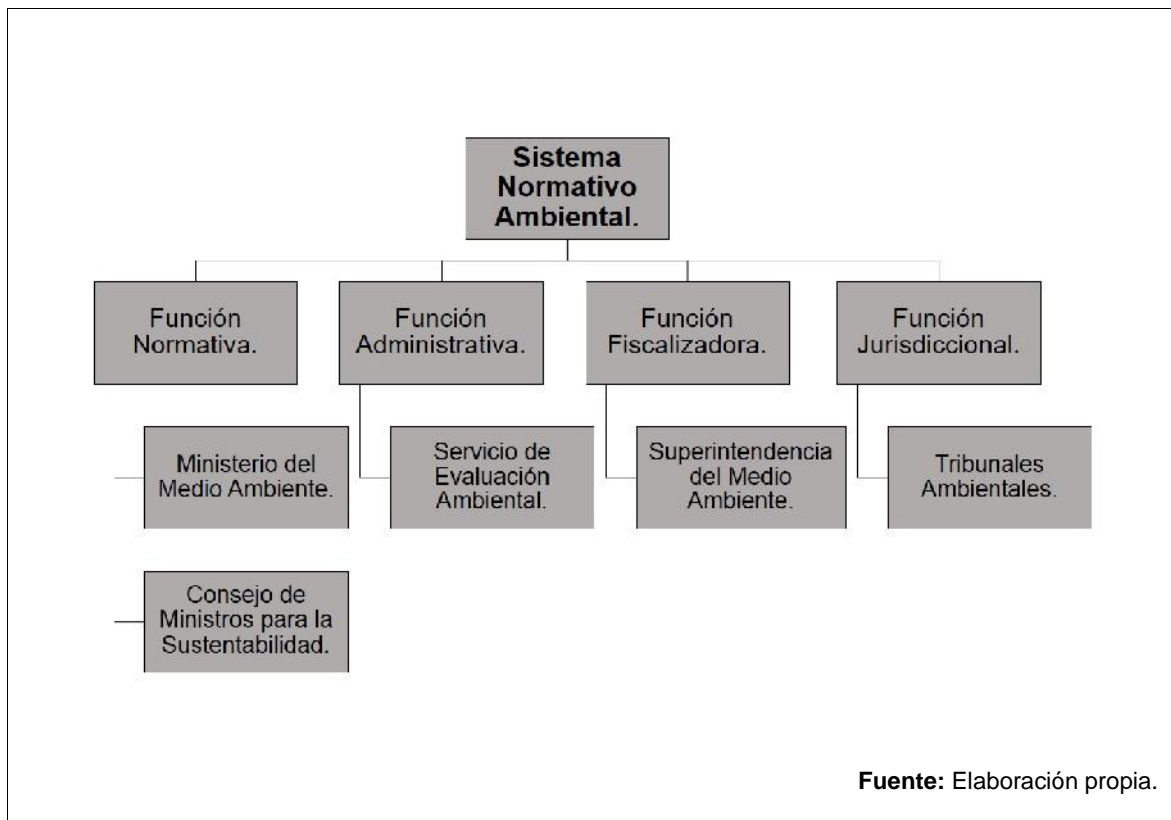 Sistema
Normativo
Ambiental.
Función
Normativa.
Función
Administrativa.
Función
Fiscalizadora.
Función
Jurisdiccional.
Ministerio del
Medio Ambiente.
Servicio de
Evaluación
Ambiental.
Superintendencia
del Medio
Ambiente.
Tribunales
Ambientales.
Consejo de
Ministros para la
Sustentabilidad.
Fuente: Elaboración propia.